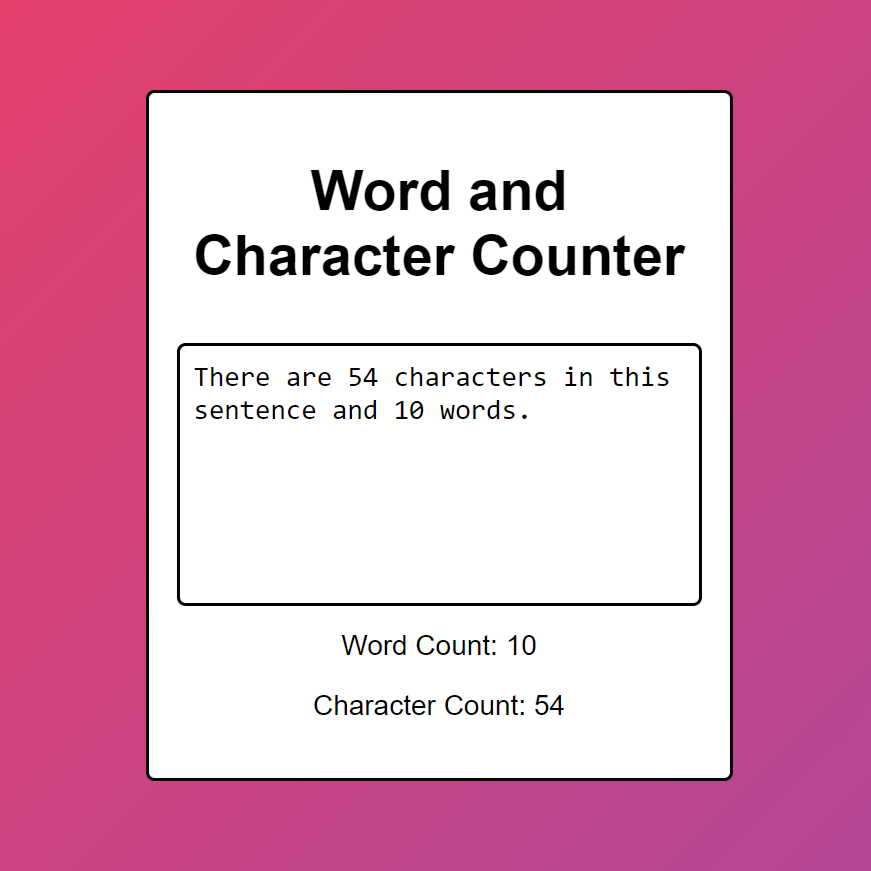 Word and
Character Counter
There are 54 characters in this
sentence and 10 words.
Word Count: 10
Character Count: 54